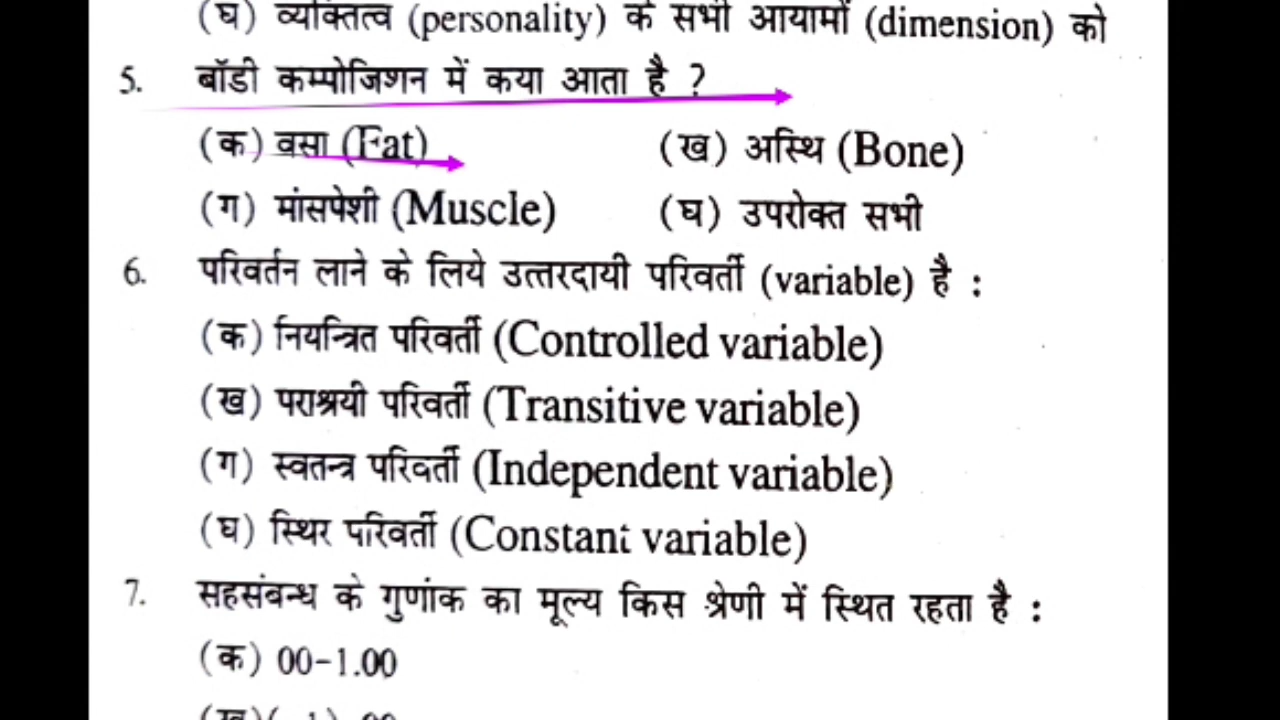 (घ) व्यक्तित्व (personality) के सभी आयामों (dimension) को
5. बॉडी कम्पोजिशन में कया आता है ?
(क) वसा (Fat) (ख) अस्थि (Bone)
(ग) मांसपेशी (Muscle) (घ) उपरोक्त सभी
6. परिवर्तन लाने के लिये उत्तरदायी परिवर्ती (variable) है :
(क) नियन्त्रित परिवर्ती (Controlled variable)
(ख) पराश्रयी परिवर्ती (Transitive variable)
(ग) स्वतन्त्र परिवर्ती (Independent variable)
(घ) स्थिर परिवर्ती (Constant variable)
7. सहसंबन्ध के गुणांक का मूल्य किस श्रेणी में स्थित रहता है :
(क) 00-1.00